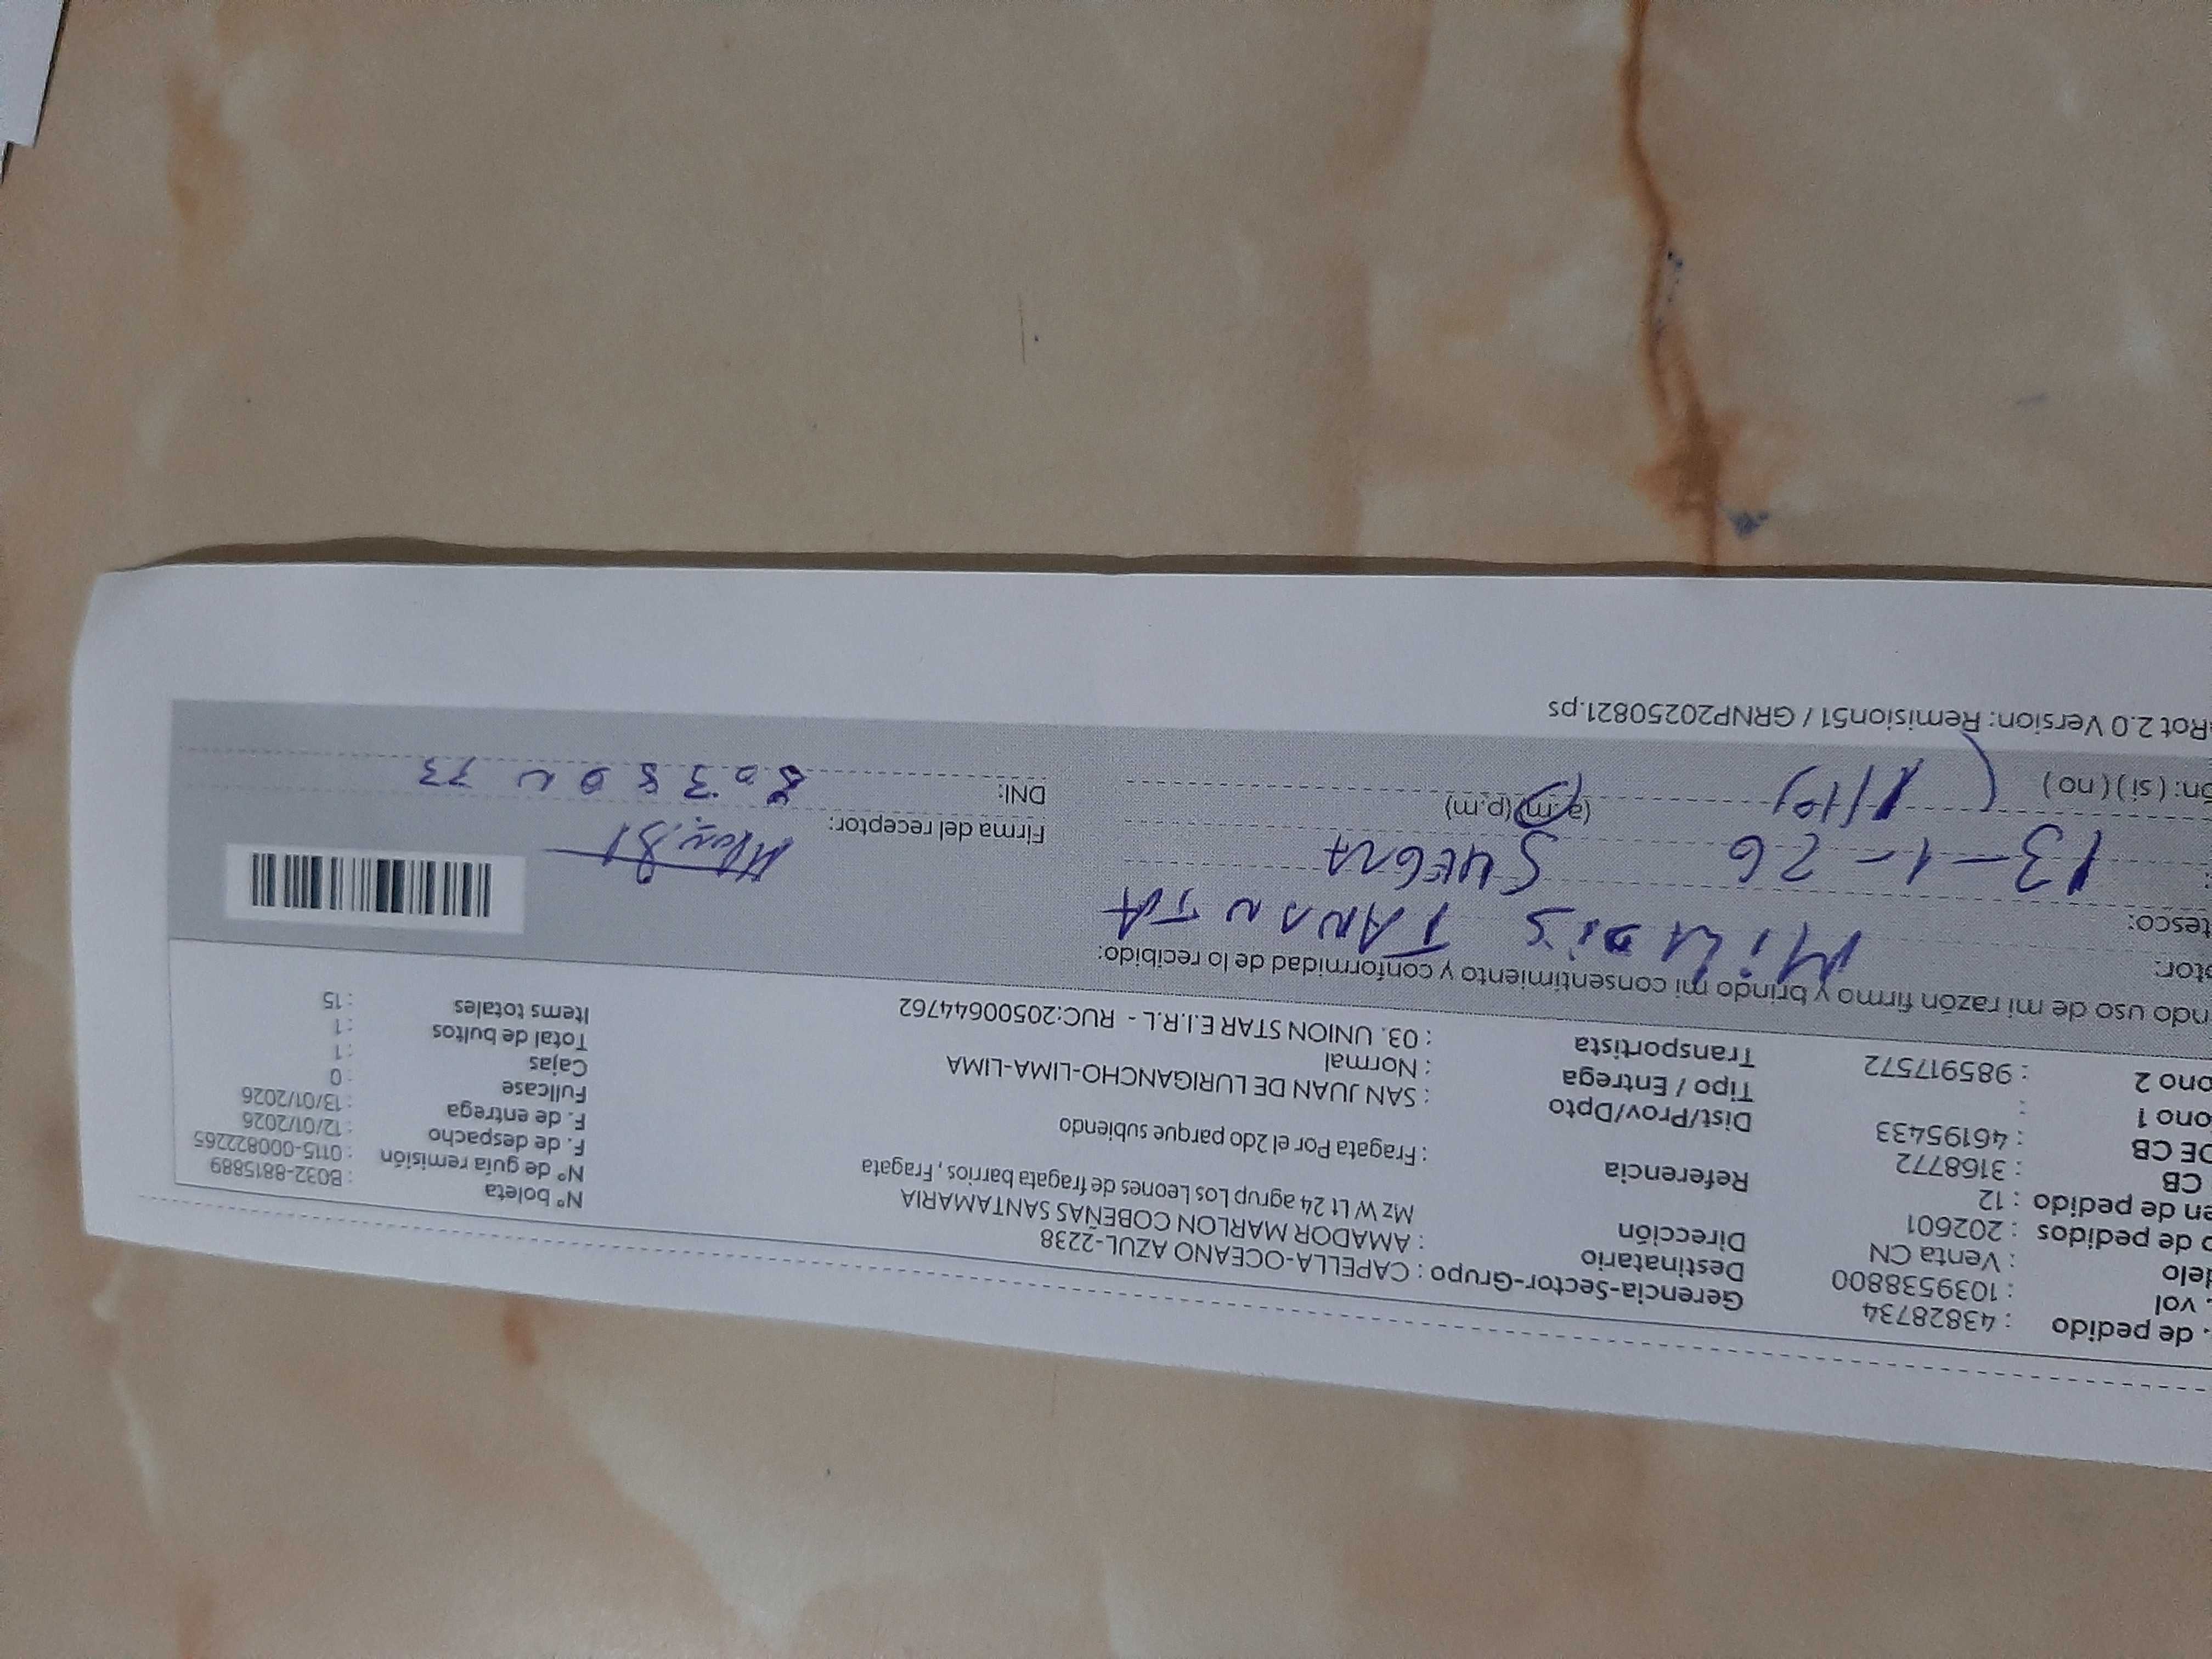 . de pedido : 43828734
. vol : 1039538800
delo : Venta CN
o de pedidos : 202601
en de pedido : 12
CB : 3168772
DE CB : 46195433
ono 1 :
ono 2 : 985917572
Gerencia-Sector-Grupo : CAPELLA-OCEANO AZUL-2238
Destinatario : AMADOR MARLON COBEÑAS SANTAMARIA
Dirección Mz W Lt 24 agrup Los Leones de fragata barrios, Fragata
Referencia : Fragata Por el 2do parque subiendo
Dist/Prov/Dpto : SAN JUAN DE LURIGANCHO-LIMA-LIMA
Tipo / Entrega : Normal
Transportista : 03. UNION STAR E.I.R.L - RUC:20500644762
Nº boleta : B032-8815889
Nº de guía remisión : 0115-000822265
F. de despacho : 12/01/2026
F. de entrega : 13/01/2026
Fullcase : 0
Cajas : 1
Total de bultos : 1
Items totales : 15
ndo uso de mi razón firmo y brindo mi consentimiento y conformidad de lo recibido:
tor:
tesco: SUEGRA
13-1-26
(a.m) (p.m)
ón: (si) (no)
Firma del receptor:
DNI:
Rot 2.0 Version: Remision51 / GRNP20250821.ps